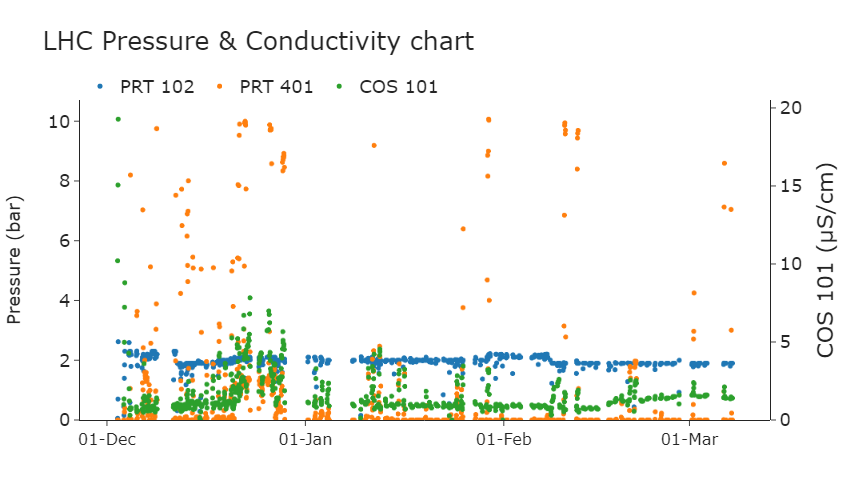 LHC Pressure & Conductivity chart
PRT 102 PRT 401 COS 101
10
8
6
4
2
0
Pressure (bar)
20
15
10
5
0
COS 101 (µS/cm)
01-Dec 01-Jan 01-Feb 01-Mar